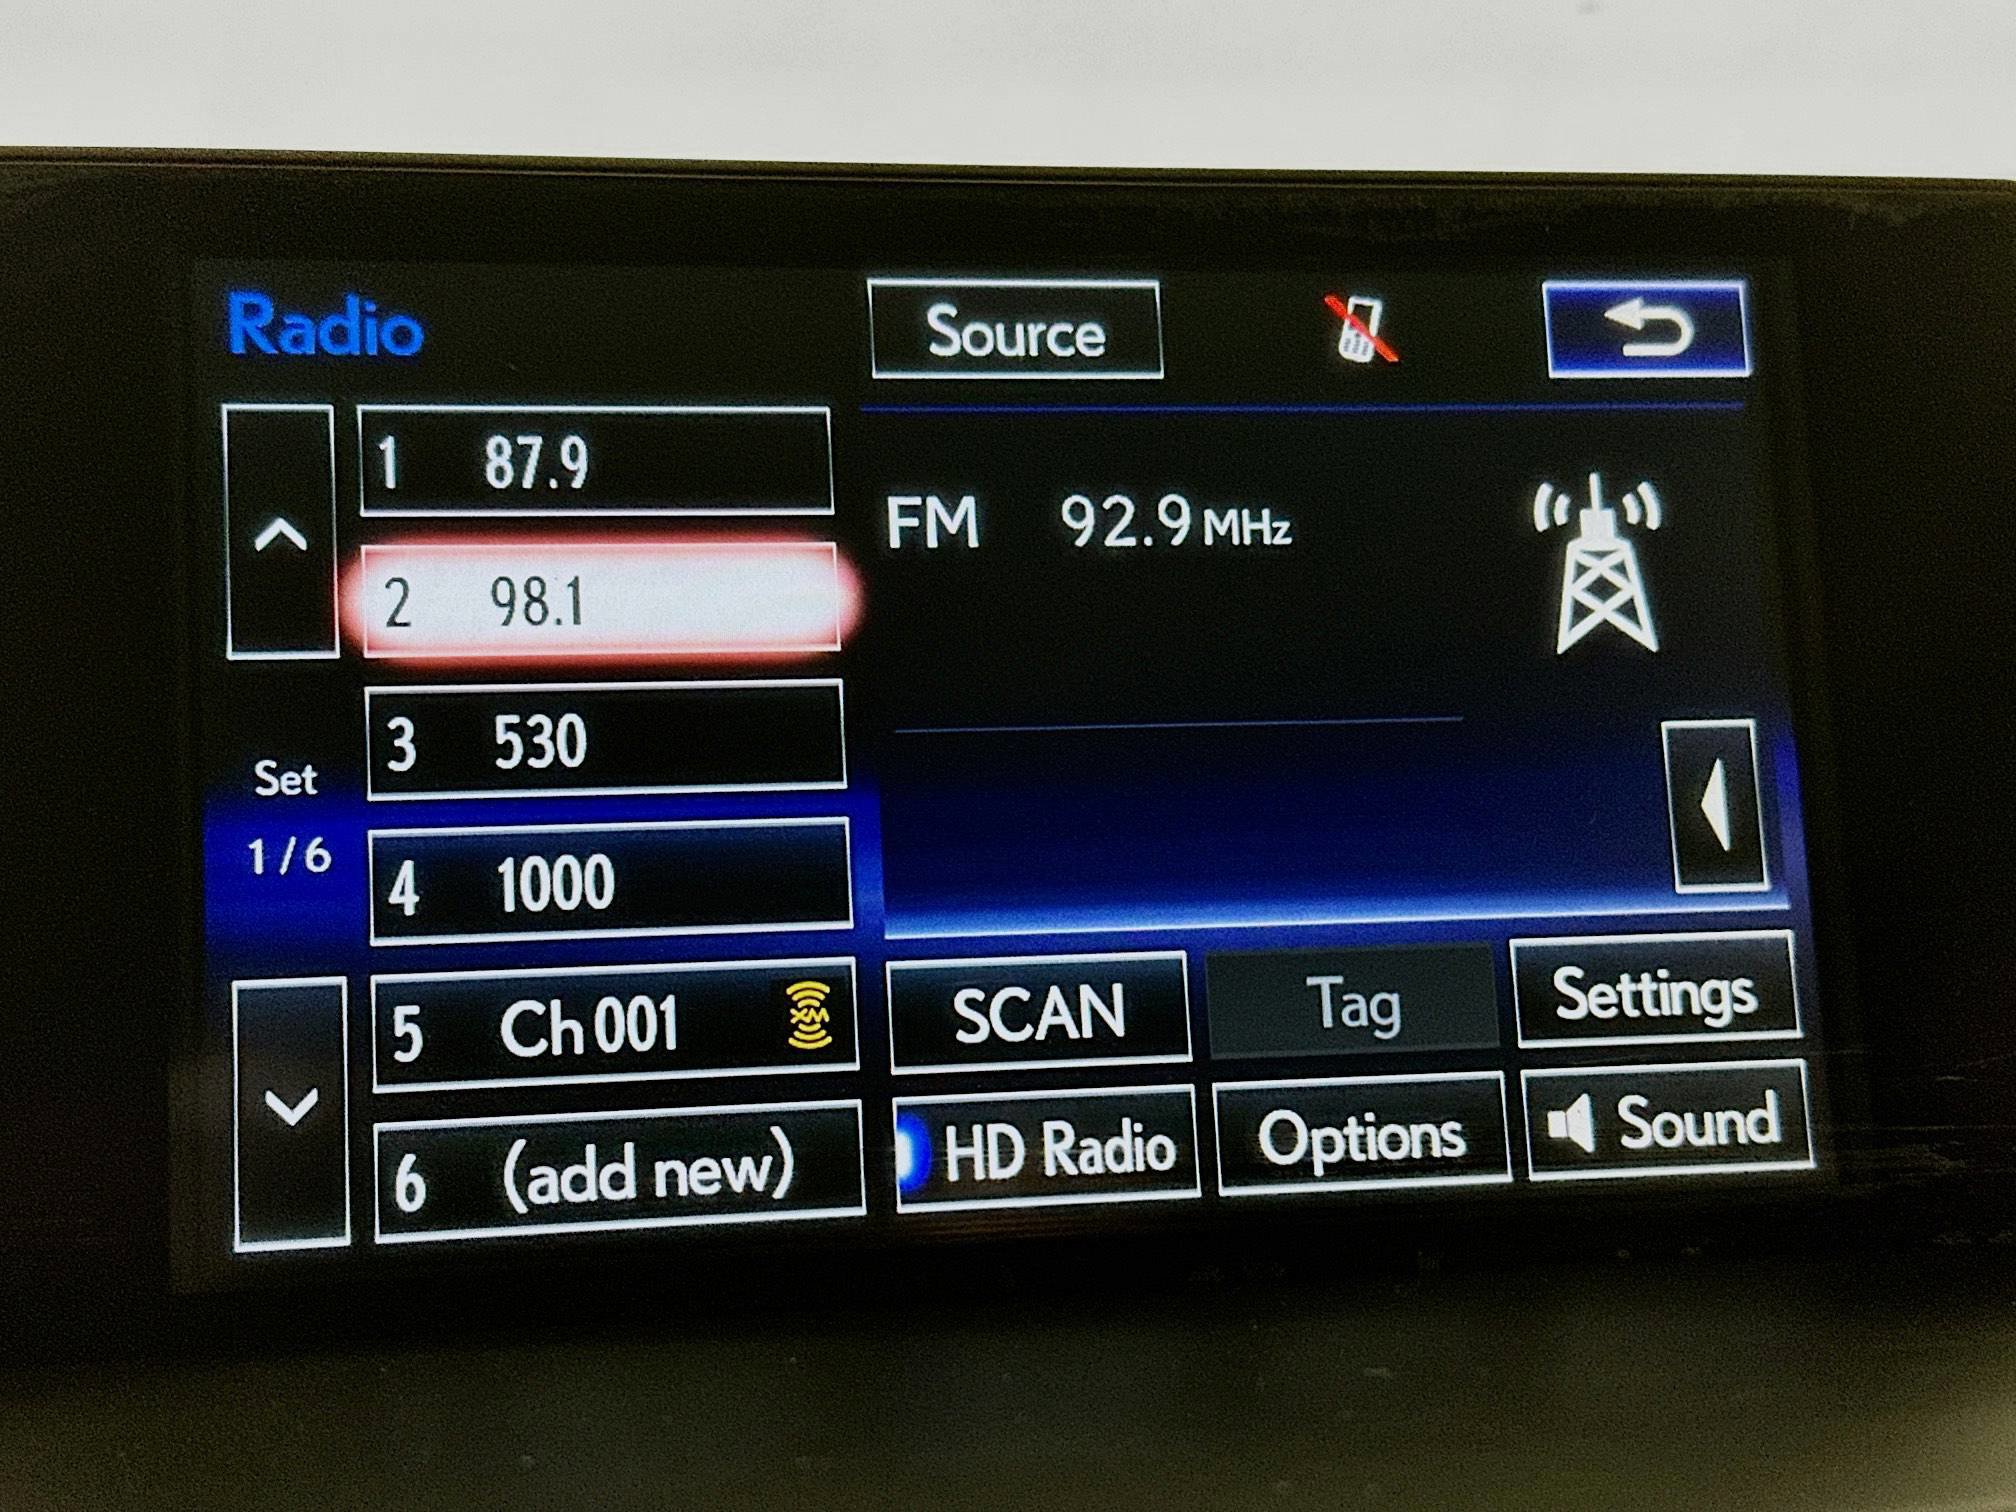 Radio
Source
1 87.9
2 98.1
3 530
4 1000
5 Ch 001 XM
6 (add new)
Set
1/6
FM 92.9 MHz
SCAN
Tag
Settings
HD Radio
Options
Sound